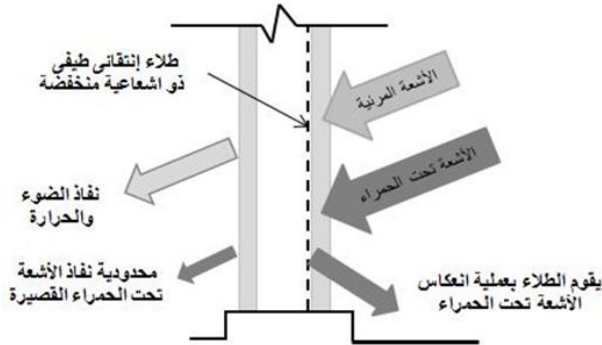 طلاء إنتقائى طيفي
ذو اشعاعية منخفضة
الأشعة المرئية
الأشعة تحت الحمراء
نفاذ الضوء
والحرارة
محدودية نفاذ الأشعة
تحت الحمراء القصيرة
يقوم الطلاء بعملية انعكاس
الأشعة تحت الحمراء